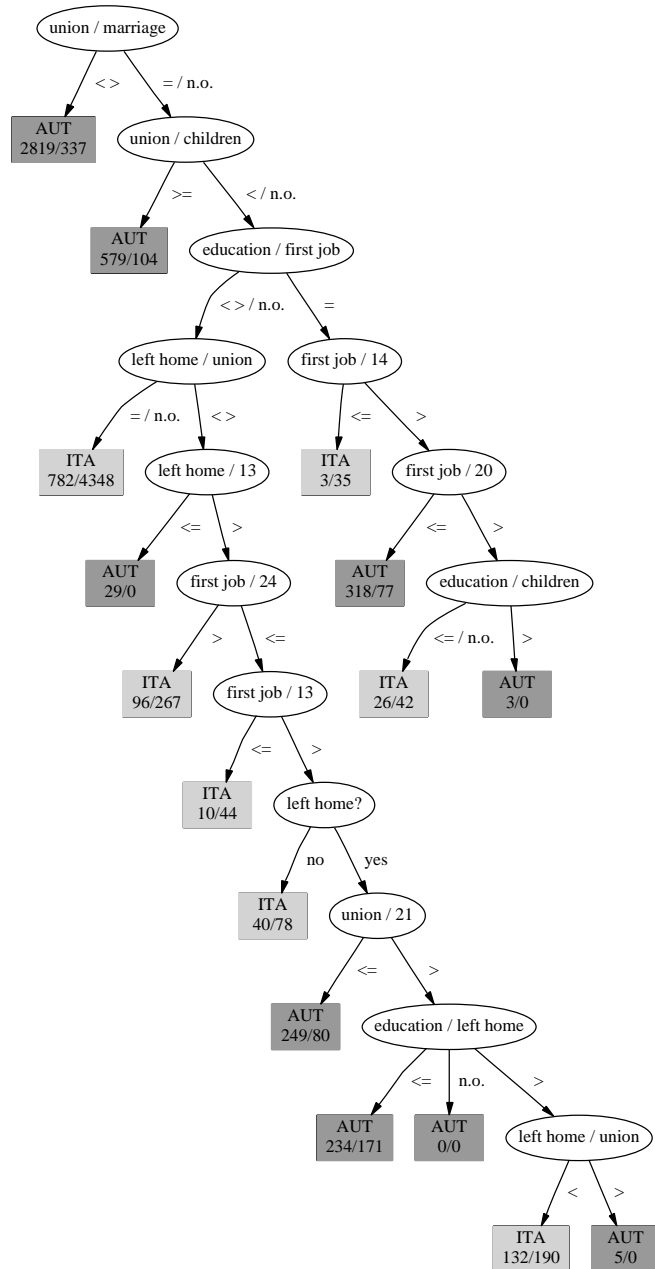 union / marriage
< >
= / n.o.
AUT
2819/337
union / children
>=
< / n.o.
AUT
579/104
education / first job
< > / n.o.
=
left home / union
first job / 14
= / n.o.
< >
<=
>
ITA
782/4348
left home / 13
ITA
3/35
first job / 20
<=
>
<=
>
AUT
29/0
first job / 24
AUT
318/77
education / children
>
<=
<= / n.o.
>
ITA
96/267
first job / 13
ITA
26/42
AUT
3/0
<=
>
ITA
10/44
left home?
no
yes
ITA
40/78
union / 21
<=
>
AUT
249/80
education / left home
<=
n.o.
>
AUT
234/171
AUT
0/0
left home / union
<
>
ITA
132/190
AUT
5/0